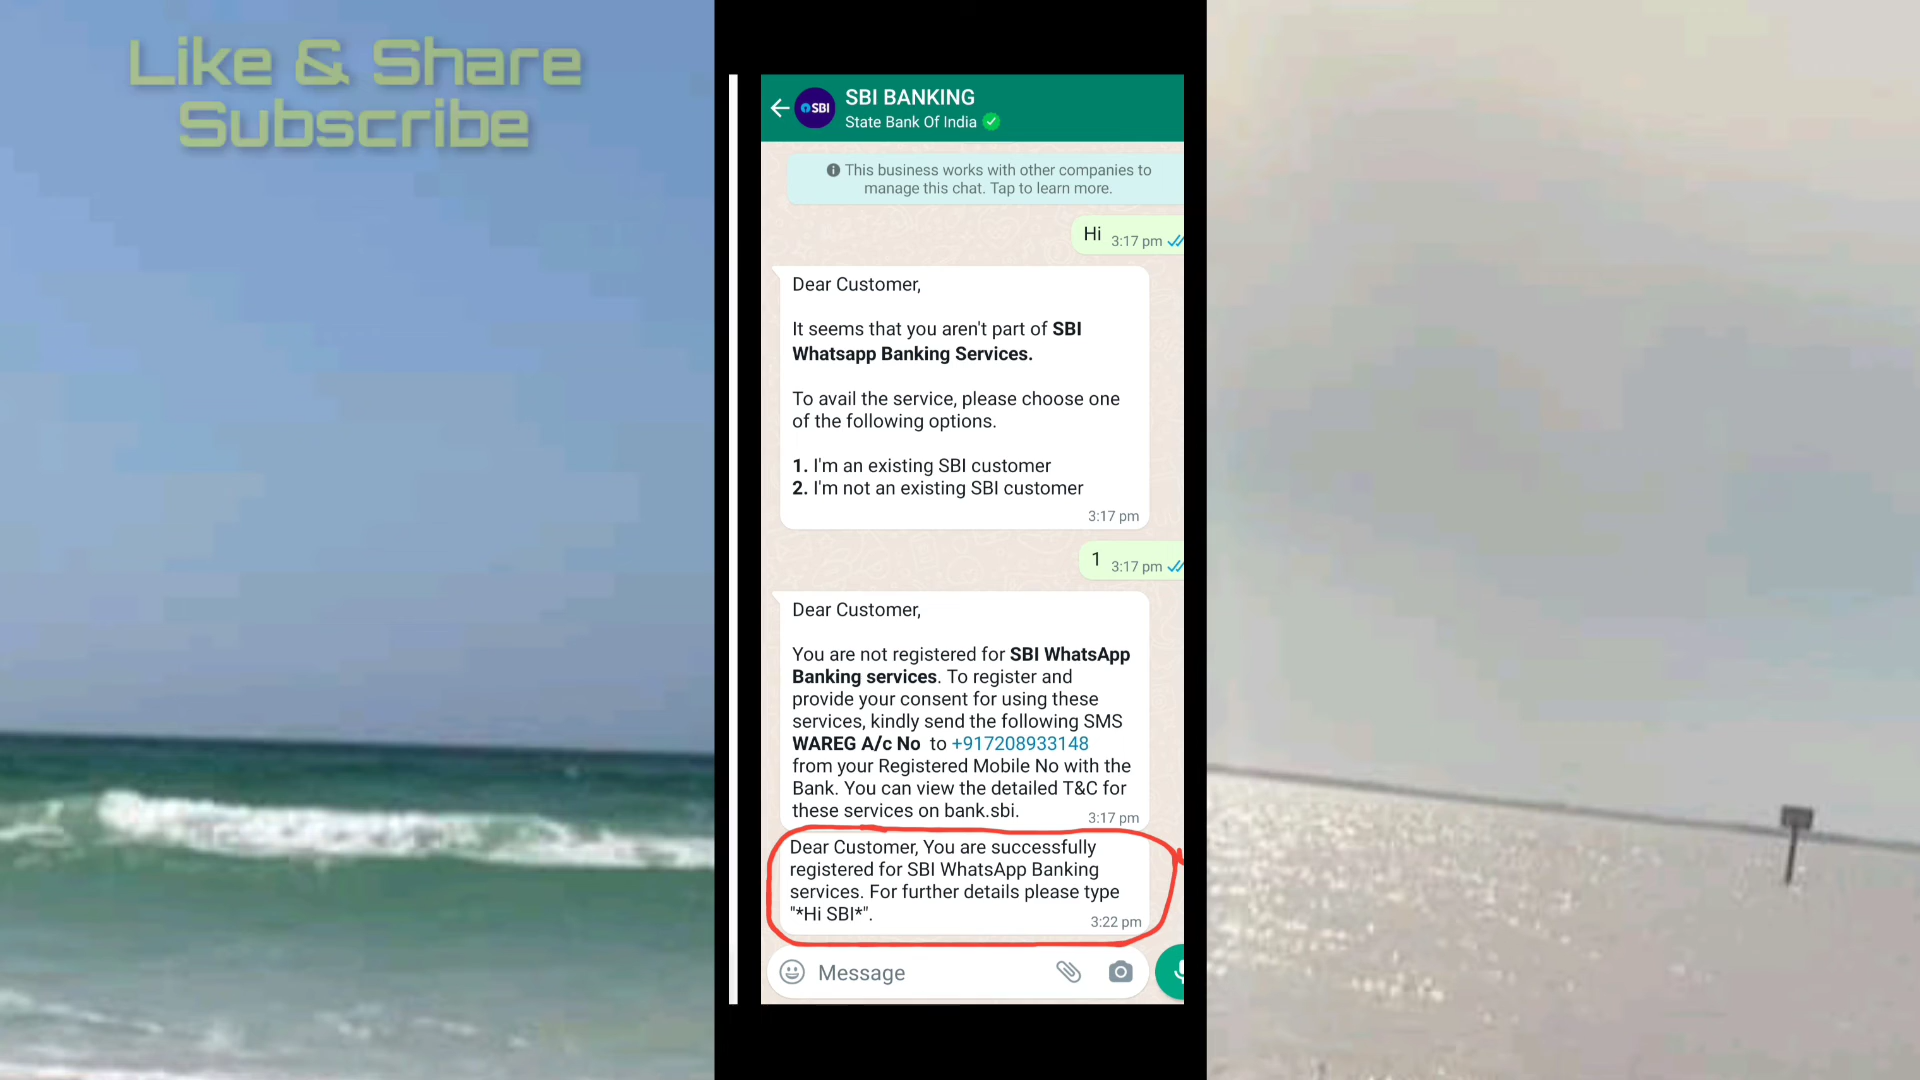 Like & Share
Subscribe
SBI
SBI BANKING
State Bank Of India
This business works with other companies to
manage this chat. Tap to learn more.
Hi 3:17 pm
Dear Customer,
It seems that you aren't part of SBI
Whatsapp Banking Services.
To avail the service, please choose one
of the following options.
1. I'm an existing SBI customer
2. I'm not an existing SBI customer
3:17 pm
1 3:17 pm
Dear Customer,
You are not registered for SBI WhatsApp
Banking services. To register and
provide your consent for using these
services, kindly send the following SMS
WAREG A/c No to +917208933148
from your Registered Mobile No with the
Bank. You can view the detailed T&C for
these services on bank.sbi.
3:17 pm
Dear Customer, You are successfully
registered for SBI WhatsApp Banking
services. For further details please type
"*Hi SBI*".
3:22 pm
Message